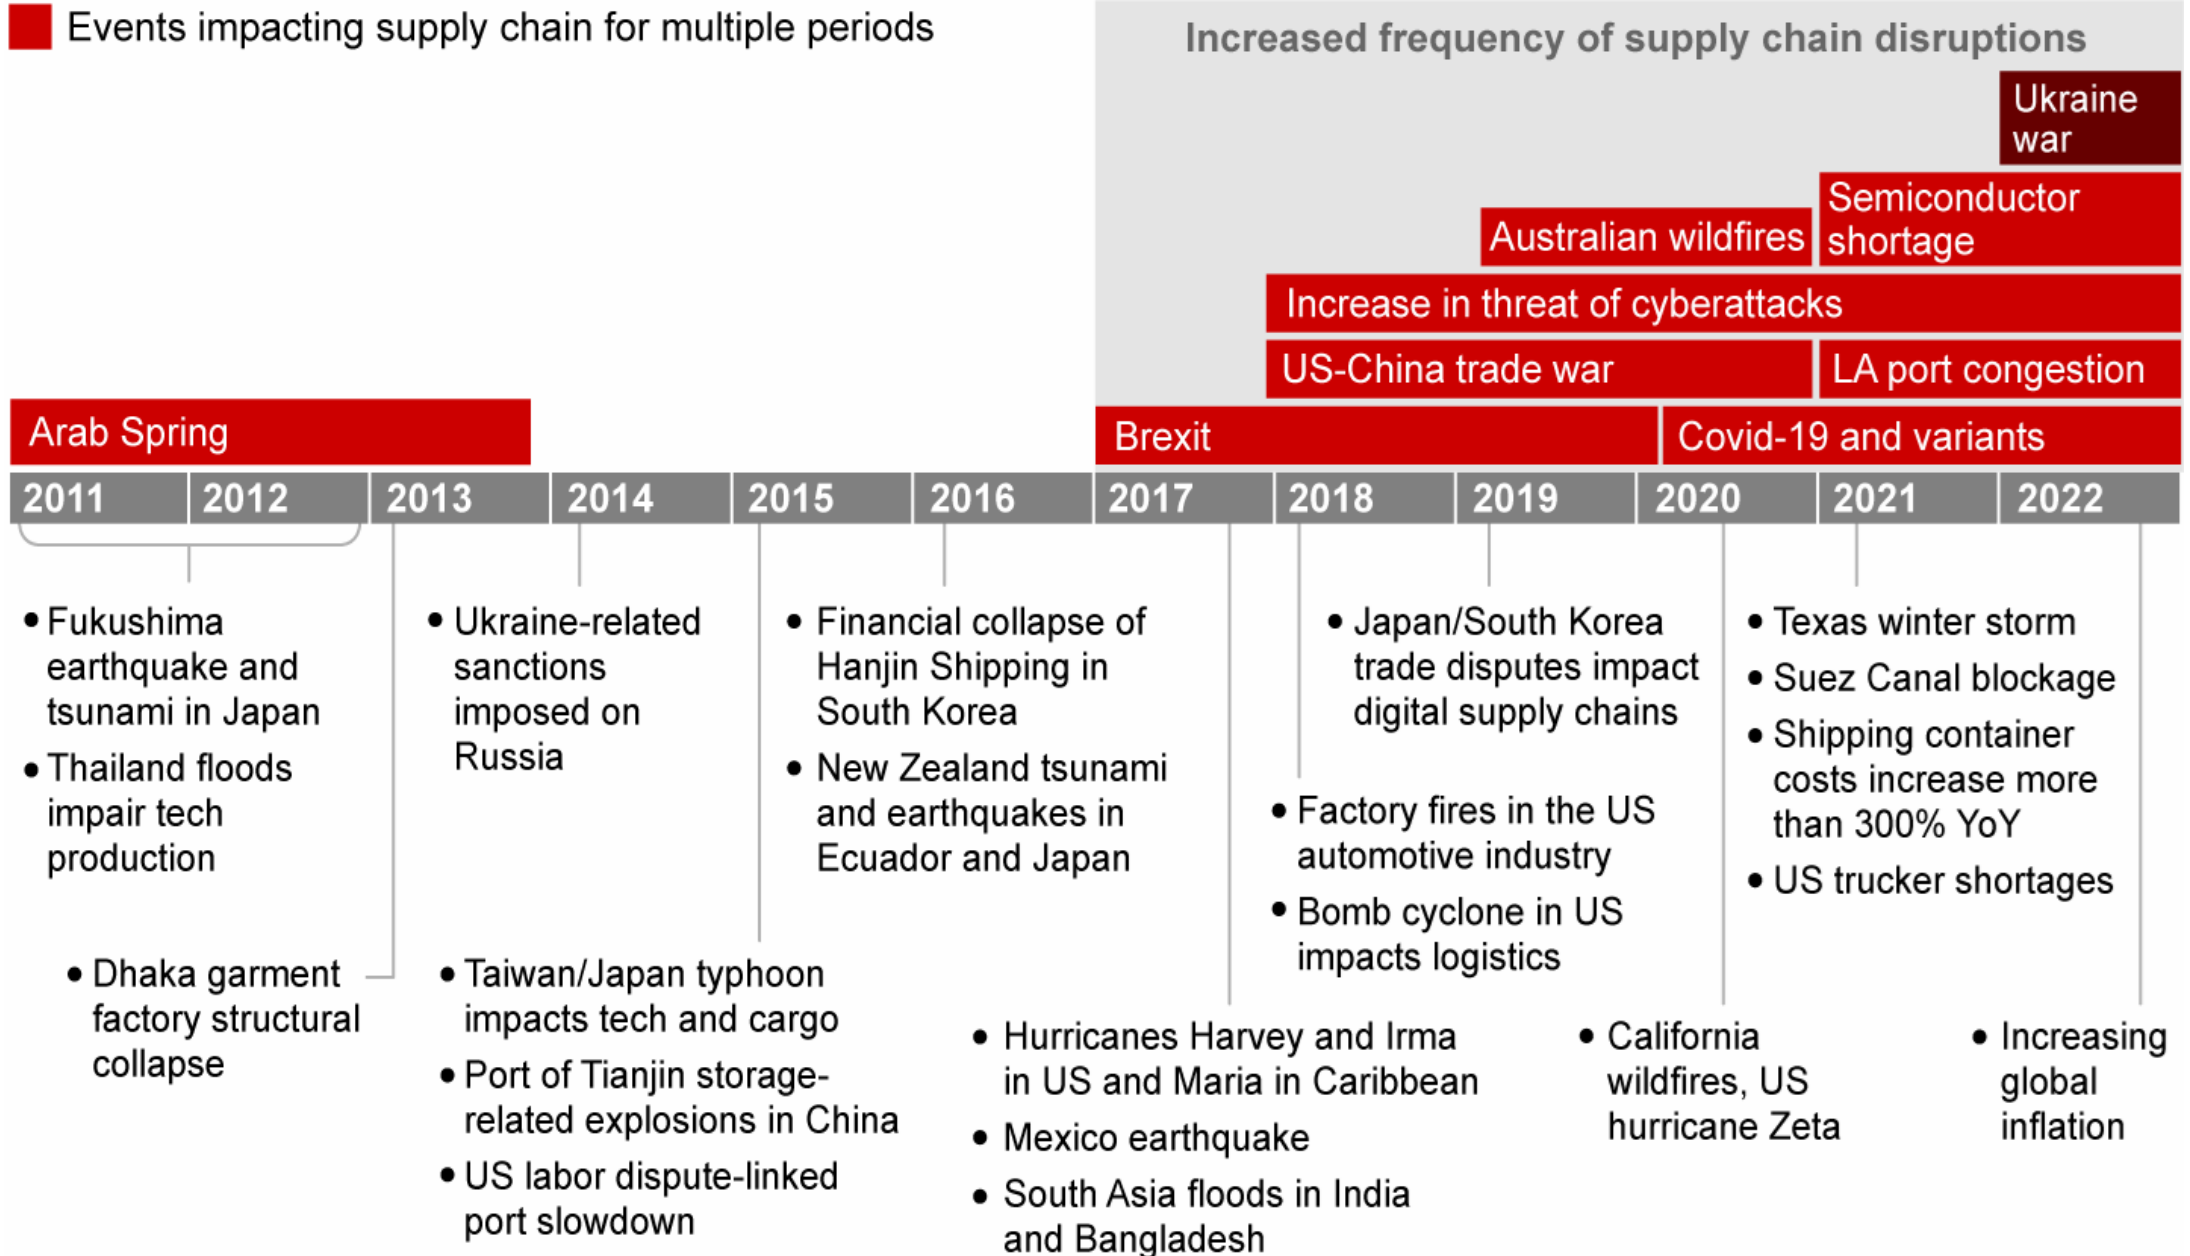 Events impacting supply chain for multiple periods
Increased frequency of supply chain disruptions
Ukraine
war
Semiconductor
shortage
Australian wildfires
Increase in threat of cyberattacks
US-China trade war
LA port congestion
Arab Spring
Brexit
Covid-19 and variants
2011 2012 2013 2014 2015 2016 2017 2018 2019 2020 2021 2022
• Fukushima
earthquake and
tsunami in Japan
• Thailand floods
impair tech
production
• Dhaka garment
factory structural
collapse
• Ukraine-related
sanctions
imposed on
Russia
• Taiwan/Japan typhoon
impacts tech and cargo
• Port of Tianjin storage-
related explosions in China
• US labor dispute-linked
port slowdown
• Financial collapse of
Hanjin Shipping in
South Korea
• New Zealand tsunami
and earthquakes in
Ecuador and Japan
• Hurricanes Harvey and Irma
in US and Maria in Caribbean
• Mexico earthquake
• South Asia floods in India
and Bangladesh
• Factory fires in the US
automotive industry
• Bomb cyclone in US
impacts logistics
• Japan/South Korea
trade disputes impact
digital supply chains
• California
wildfires, US
hurricane Zeta
• Texas winter storm
• Suez Canal blockage
• Shipping container
costs increase more
than 300% YoY
• US trucker shortages
• Increasing
global
inflation